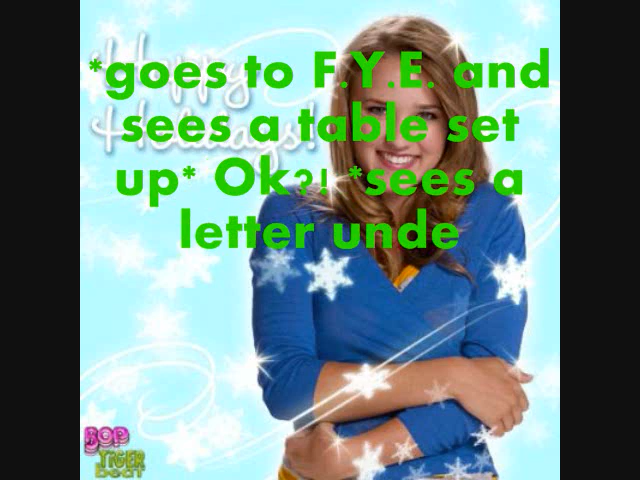 *goes to F.Y.E. and
sees a table set
up* Ok?! *sees a
letter unde
Happy
Holidays!
BOP
TIGER
BEAT